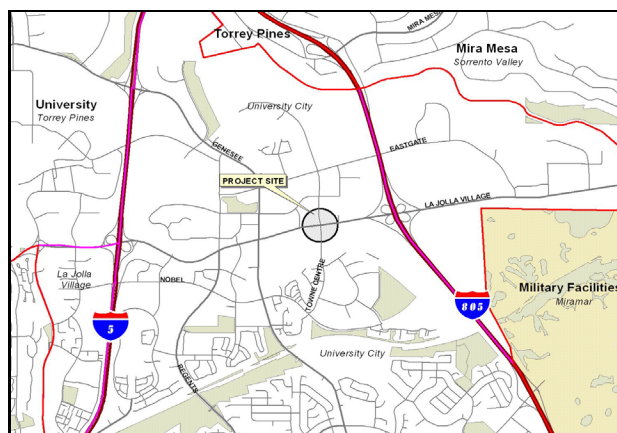 Torrey Pines
MIRA MESA
Mira Mesa
Sorrento Valley
University
Torrey Pines
University City
GENESEE
EASTGATE
PROJECT SITE
LA JOLLA VILLAGE
La Jolla
Village
NOBEL
TOWNE CENTRE
Military Facilities
Miramar
805
5
University City
REGENTS